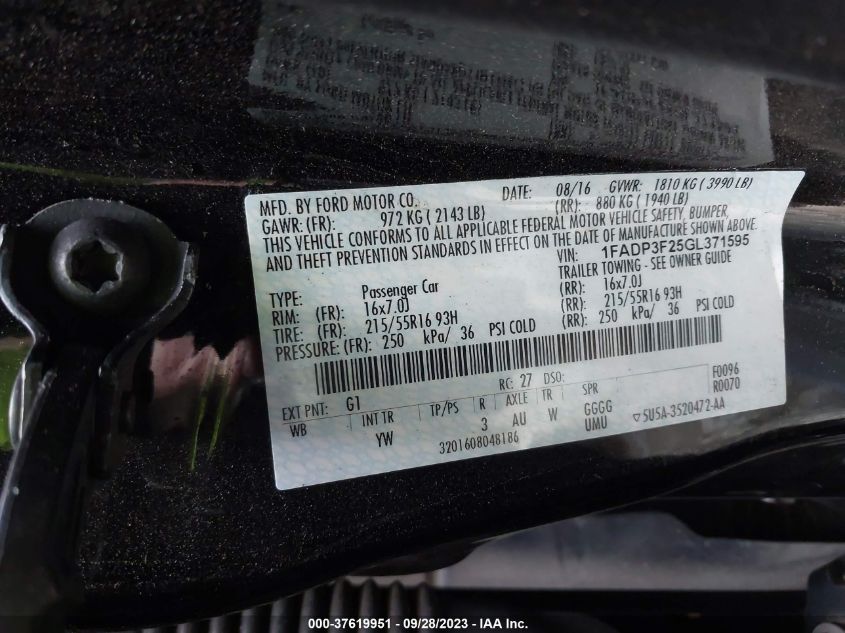 MFD. BY FORD MOTOR CO. DATE: 08/16 GVWR: 1810 KG ( 3990 LB)
GAWR: (FR): 972 KG ( 2143 LB) (RR): 880 KG ( 1940 LB)
THIS VEHICLE CONFORMS TO ALL APPLICABLE FEDERAL MOTOR VEHICLE SAFETY, BUMPER,
AND THEFT PREVENTION STANDARDS IN EFFECT ON THE DATE OF MANUFACTURE SHOWN ABOVE.
VIN: 1FADP3F25GL371595
TYPE: Passenger Car TRAILER TOWING - SEE OWNER GUIDE
RIM: (FR): 16x7.0J (RR): 16x7.0J
TIRE: (FR): 215/55R16 93H (RR): 215/55R16 93H
PRESSURE: (FR): 250 kPa/ 36 PSI COLD (RR): 250 kPa/ 36 PSI COLD
EXT PNT: G1 RC: 27 DSO: F0096
WB INT TR TP/PS R AXLE TR SPR R0070
YW 3 AU W GGGG ▽5U5A-3520472-AA
UMU
3201608048186
000-37619951 - 09/28/2023 - IAA Inc.